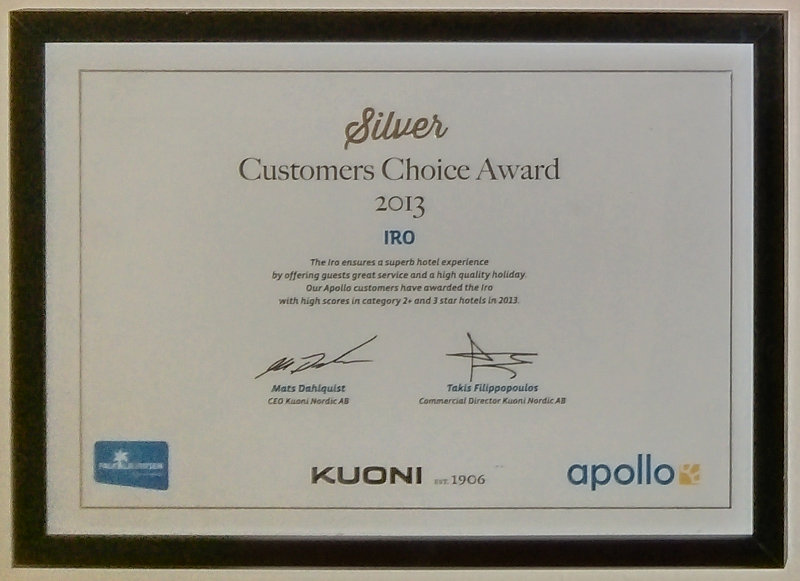 Silver
Customers Choice Award
2013
IRO
The Iro ensures a superb hotel experience
by offering guests great service and a high quality holiday.
Our Apollo customers have awarded the Iro
with high scores in category 2+ and 3 star hotels in 2013.
Mats Dahlquist
CEO Kuoni Nordic AB
Takis Filippopoulos
Commercial Director Kuoni Nordic AB
KUONI EST. 1906
apollo